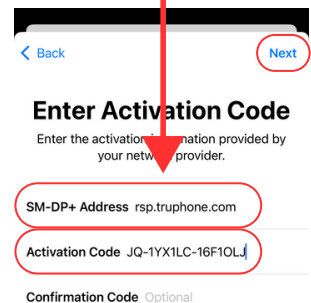 Back
Next
Enter Activation Code
Enter the activation information provided by
your network provider.
SM-DP+ Address rsp.truphone.com
Activation Code JQ-1YX1LC-16F1OLJ
Confirmation Code Optional